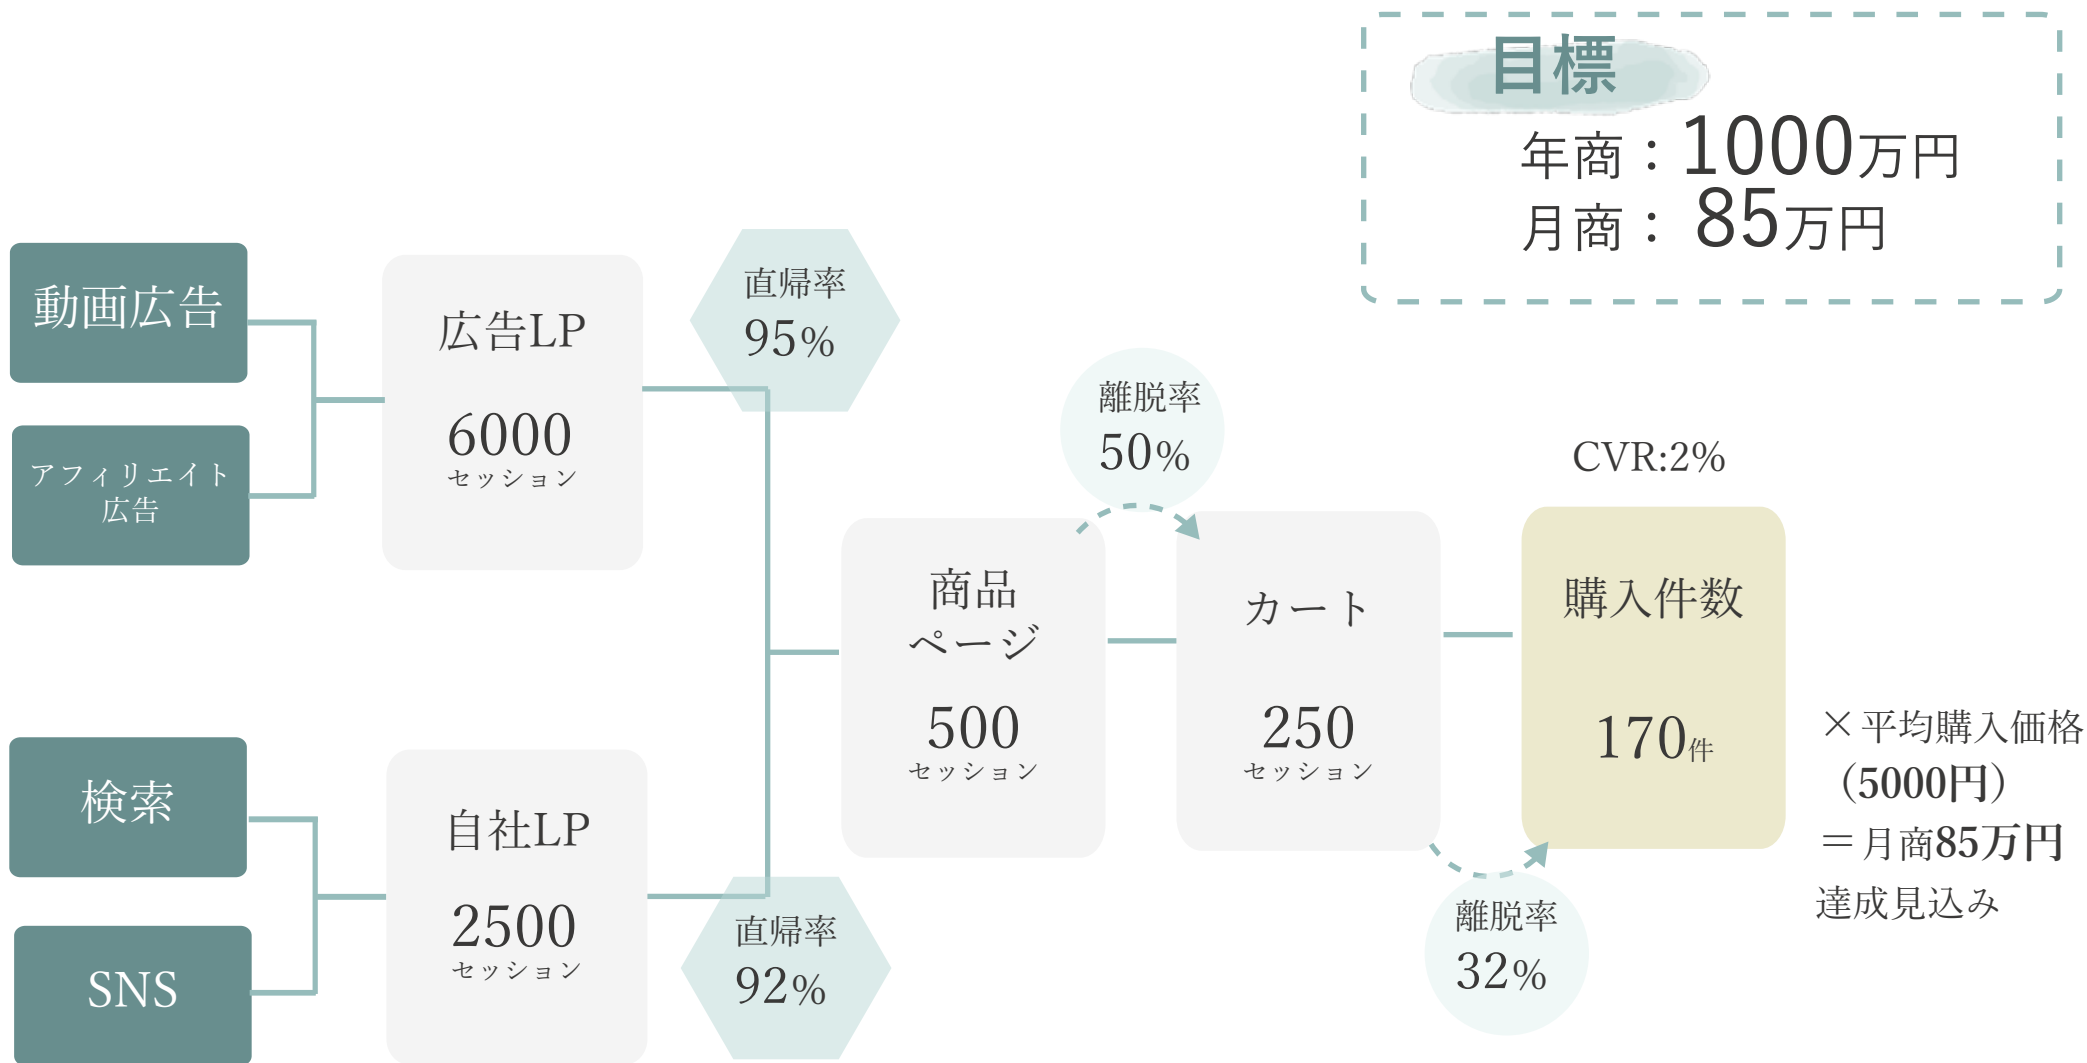 目標
年商：1000万円
月商：85万円
動画広告
アフィリエイト
広告
広告LP
6000
セッション
直帰率
95%
検索
SNS
自社LP
2500
セッション
直帰率
92%
商品
ページ
500
セッション
離脱率
50%
カート
250
セッション
離脱率
32%
CVR:2%
購入件数
170件
×平均購入価格
（5000円）
＝月商85万円
達成見込み